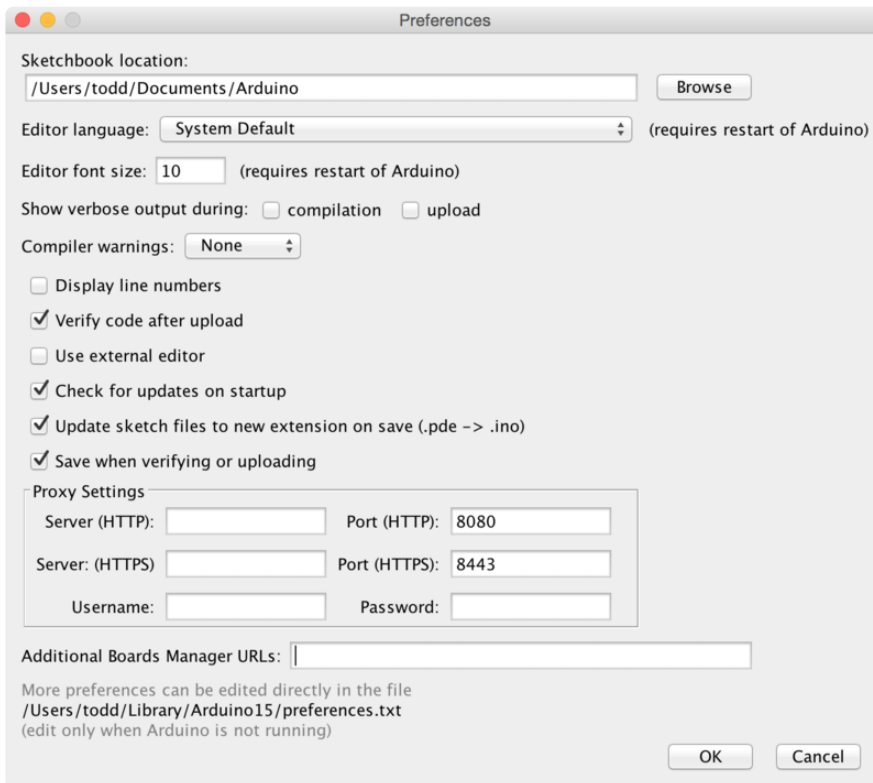 Preferences
Sketchbook location:
/Users/todd/Documents/Arduino Browse
Editor language: System Default (requires restart of Arduino)
Editor font size: 10 (requires restart of Arduino)
Show verbose output during: compilation upload
Compiler warnings: None
Display line numbers
Verify code after upload
Use external editor
Check for updates on startup
Update sketch files to new extension on save (.pde -> .ino)
Save when verifying or uploading
Proxy Settings
Server (HTTP): Port (HTTP): 8080
Server: (HTTPS) Port (HTTPS): 8443
Username: Password:
Additional Boards Manager URLs:
More preferences can be edited directly in the file
/Users/todd/Library/Arduino15/preferences.txt
(edit only when Arduino is not running)
OK Cancel